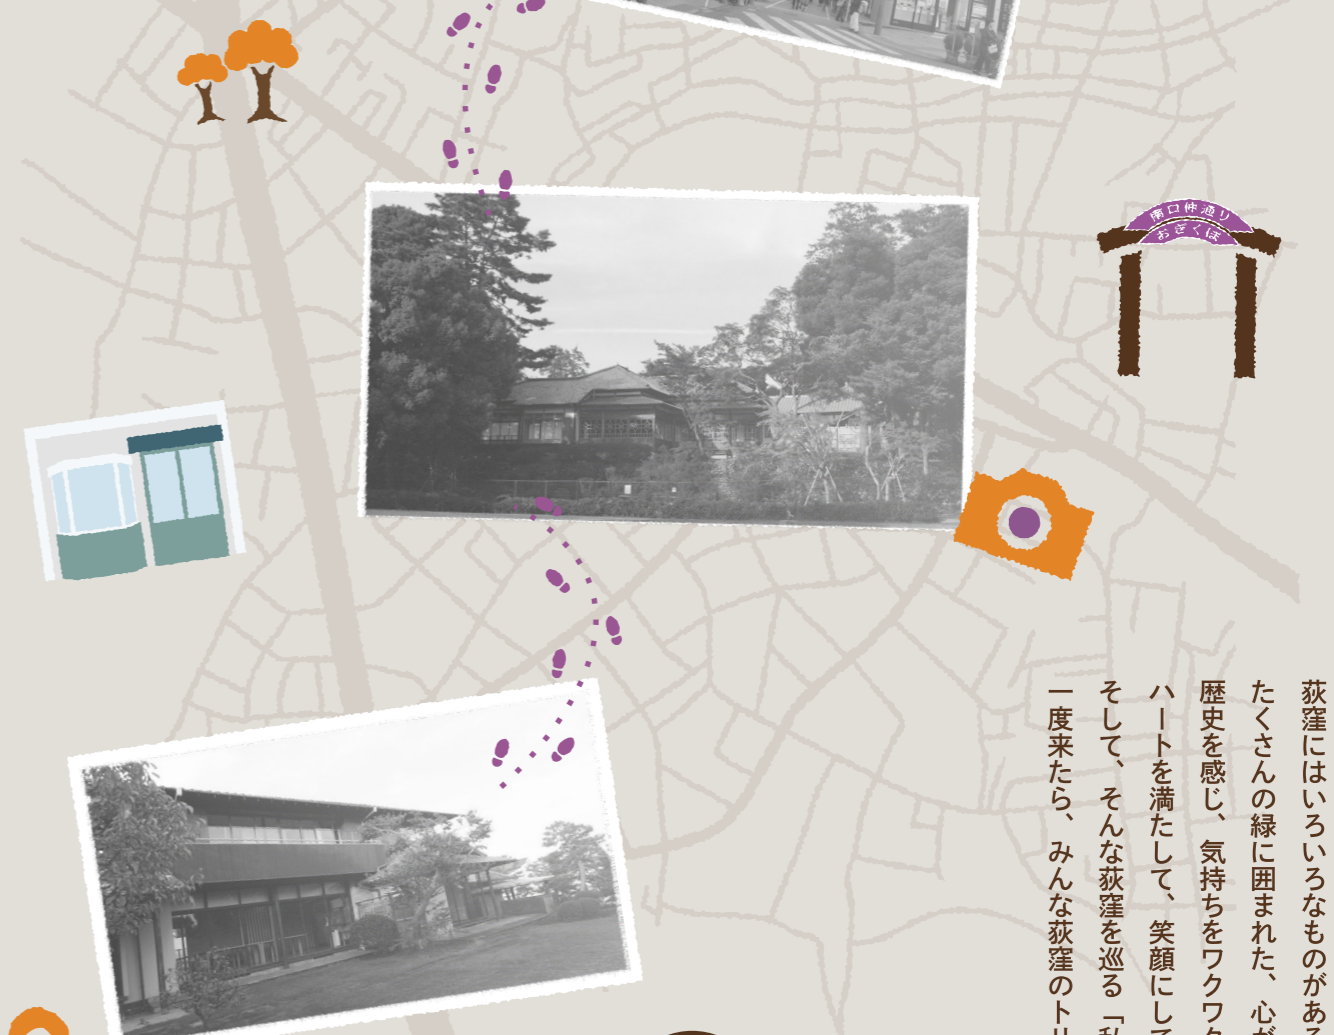 南口仲通り
おぎくぼ
荻窪にはいろいろなものがある
たくさんの緑に囲まれた、心が
歴史を感じ、気持ちをワクワク
ハートを満たして、笑顔にして
そして、そんな荻窪を巡る「私
一度来たら、みんな荻窪のトリ